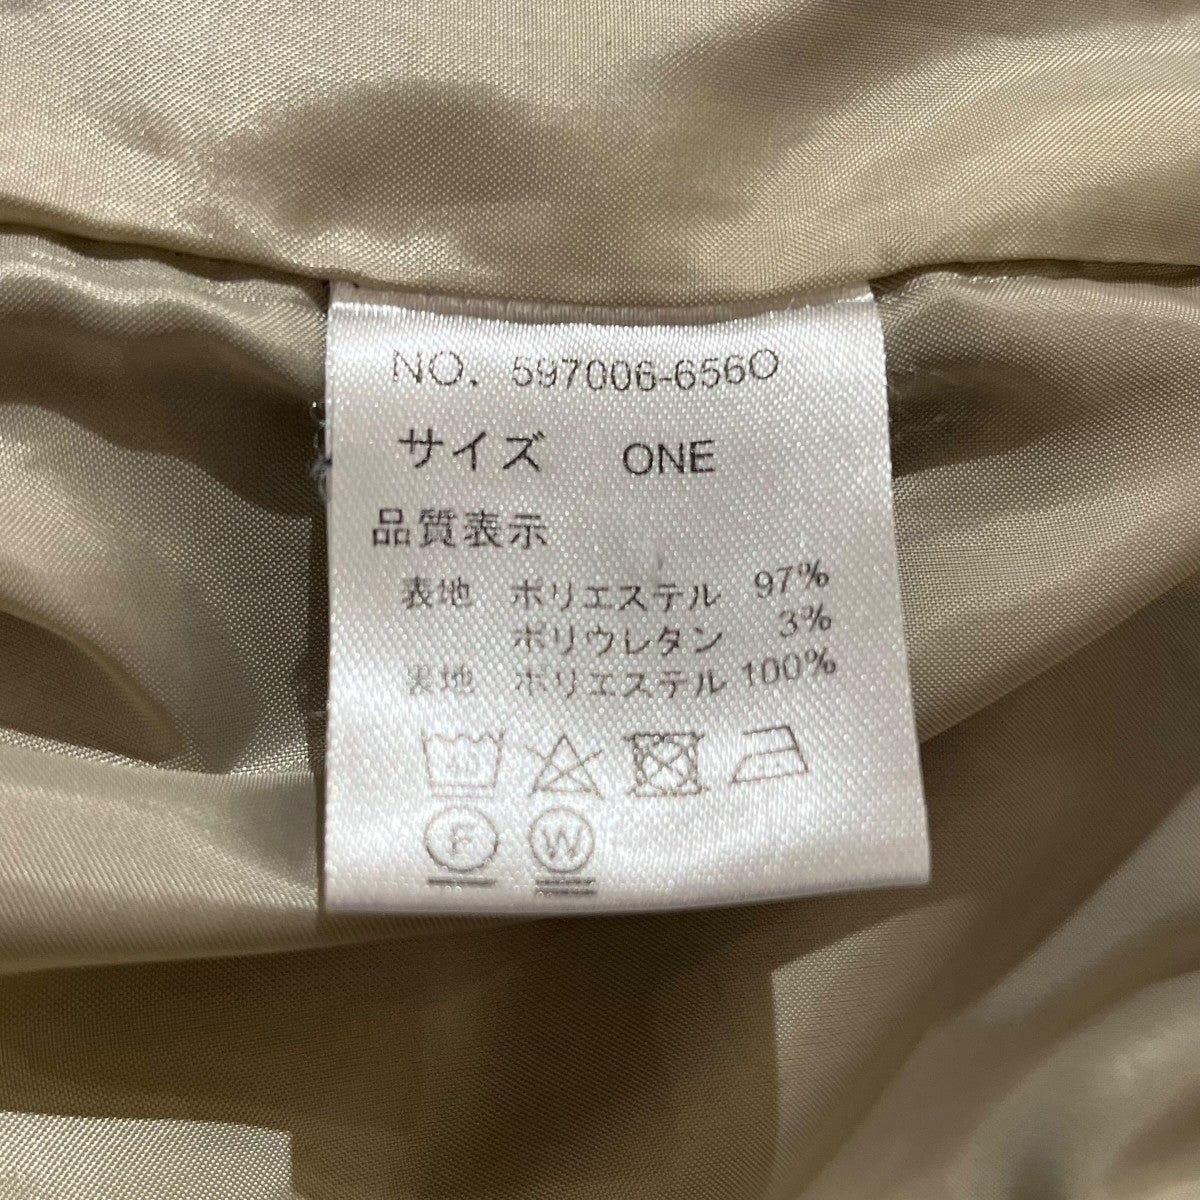 NO. 597006-6560
サイズ ONE
品質表示
表地 ポリエステル 97%
ポリウレタン 3%
裏地 ポリエステル 100%
F W